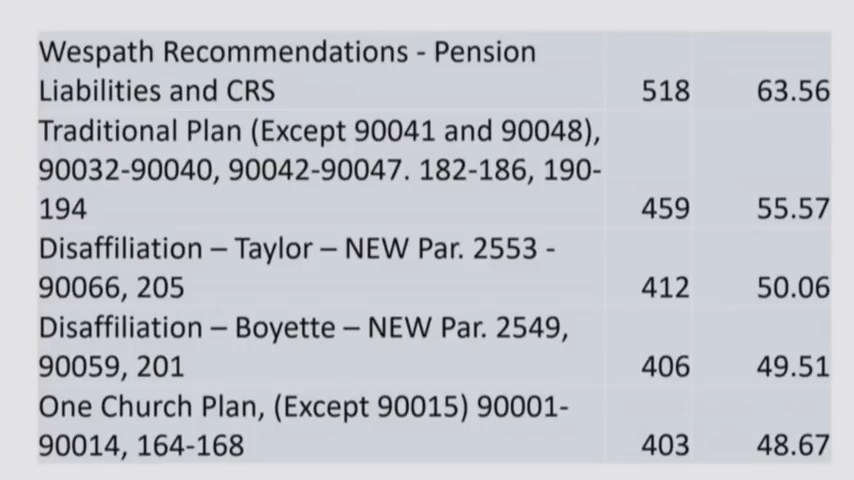 Wespath Recommendations - Pension
Liabilities and CRS 518 63.56
Traditional Plan (Except 90041 and 90048),
90032-90040, 90042-90047. 182-186, 190-
194 459 55.57
Disaffiliation – Taylor – NEW Par. 2553 -
90066, 205 412 50.06
Disaffiliation – Boyette – NEW Par. 2549,
90059, 201 406 49.51
One Church Plan, (Except 90015) 90001-
90014, 164-168 403 48.67